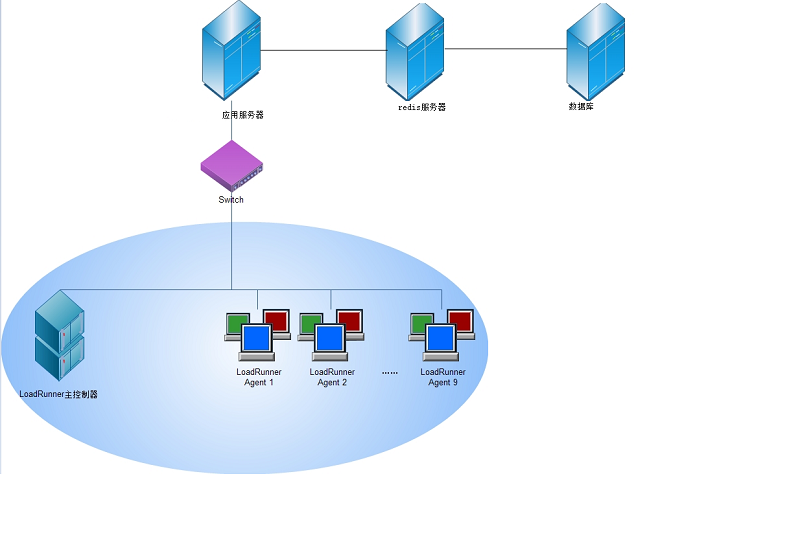 应用服务器
redis服务器
数据库
Switch
LoadRunner主控制器
LoadRunner
Agent 1
LoadRunner
Agent 2
……
LoadRunner
Agent 9